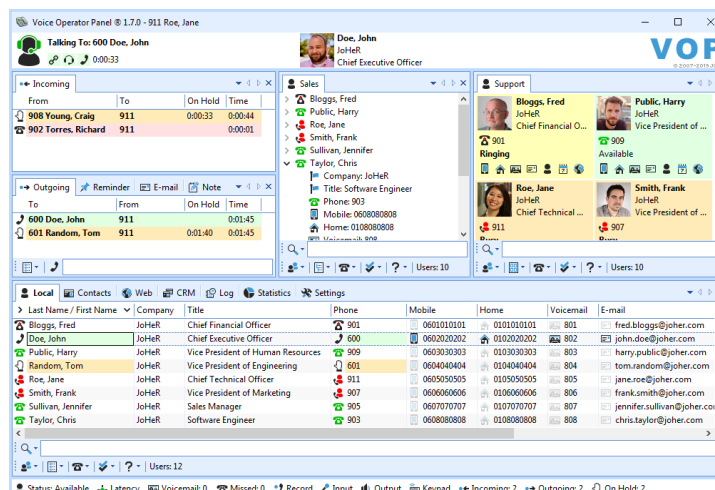 Voice Operator Panel ® 1.7.0 - 911 Roe, Jane
Talking To: 600 Doe, John
0:00:33
Doe, John
JoHeR
Chief Executive Officer
VOP
© 2007-2019 J
Incoming
From To On Hold Time
908 Young, Craig 911 0:00:33 0:00:44
902 Torres, Richard 911 0:00:01
Outgoing Reminder E-mail Note
To From On Hold Time
600 Doe, John 911 0:01:45
601 Random, Tom 911 0:01:40 0:01:45
Sales
Bloggs, Fred
Public, Harry
Roe, Jane
Smith, Frank
Sullivan, Jennifer
Taylor, Chris
Company: JoHeR
Title: Software Engineer
Phone: 903
Mobile: 0608080808
Home: 0108080808
Voicemail: 808
Users: 10
Support
Bloggs, Fred
JoHeR
Chief Financial O...
901
Ringing
Public, Harry
JoHeR
Vice President of ...
909
Available
Roe, Jane
JoHeR
Chief Technical ...
911
Busy
Smith, Frank
JoHeR
Vice President of ...
907
Busy
Users: 10
Local Contacts Web CRM Log Statistics Settings
Last Name / First Name Company Title Phone Mobile Home Voicemail E-mail
Bloggs, Fred JoHeR Chief Financial Officer 901 0601010101 0101010101 801 fred.bloggs@joher.com
Doe, John JoHeR Chief Executive Officer 600 0602020202 0102020202 802 john.doe@joher.com
Public, Harry JoHeR Vice President of Human Resources 909 0603030303 0103030303 803 harry.public@joher.com
Random, Tom JoHeR Vice President of Engineering 601 0604040404 0104040404 804 tom.random@joher.com
Roe, Jane JoHeR Chief Technical Officer 911 0605050505 0105050505 805 jane.roe@joher.com
Smith, Frank JoHeR Vice President of Marketing 907 0606060606 0106060606 806 frank.smith@joher.com
Sullivan, Jennifer JoHeR Sales Manager 905 0607070707 0107070707 807 jennifer.sullivan@joher.co
Taylor, Chris JoHeR Software Engineer 903 0608080808 0108080808 808 chris.taylor@joher.com
Users: 12
Status: Available Latency Voicemail: 0 Missed: 0 Record Input Output Keypad Incoming: 2 Outgoing: 2 On Hold: 2